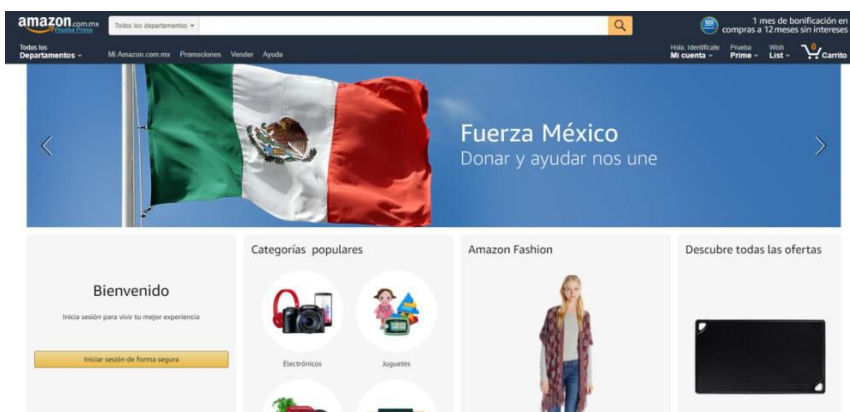 amazon.com.mx
Prueba Prime
Todos los departamentos
1 mes de bonificación en
compras a 12 meses sin intereses
Todos los
Departamentos
Mi Amazon.com.mx Promociones Vender Ayuda
Hola. Identifícate
Mi cuenta
Prueba
Prime
Wish
List
0
Carrito
Fuerza México
Donar y ayudar nos une
Bienvenido
Inicia sesión para vivir tu mejor experiencia
Iniciar sesión de forma segura
Categorías populares
Electrónicos
Juguetes
Amazon Fashion
Descubre todas las ofertas